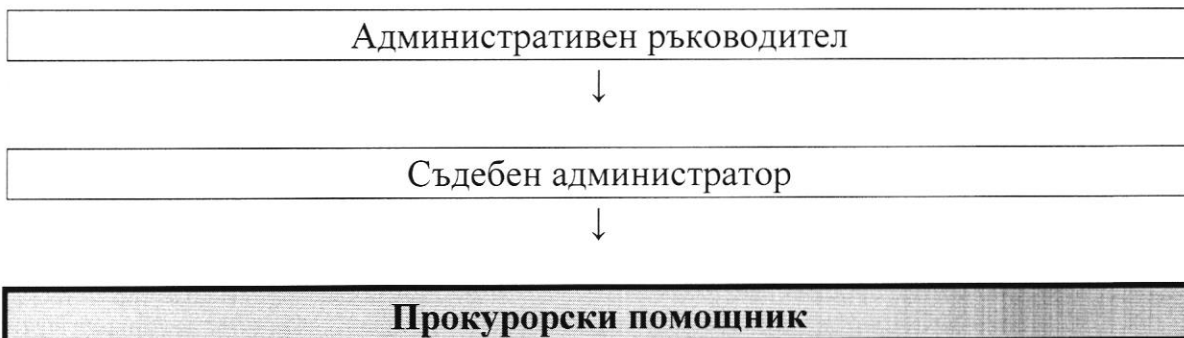 Административен ръководител
↓
Съдебен администратор
↓
Прокурорски помощник